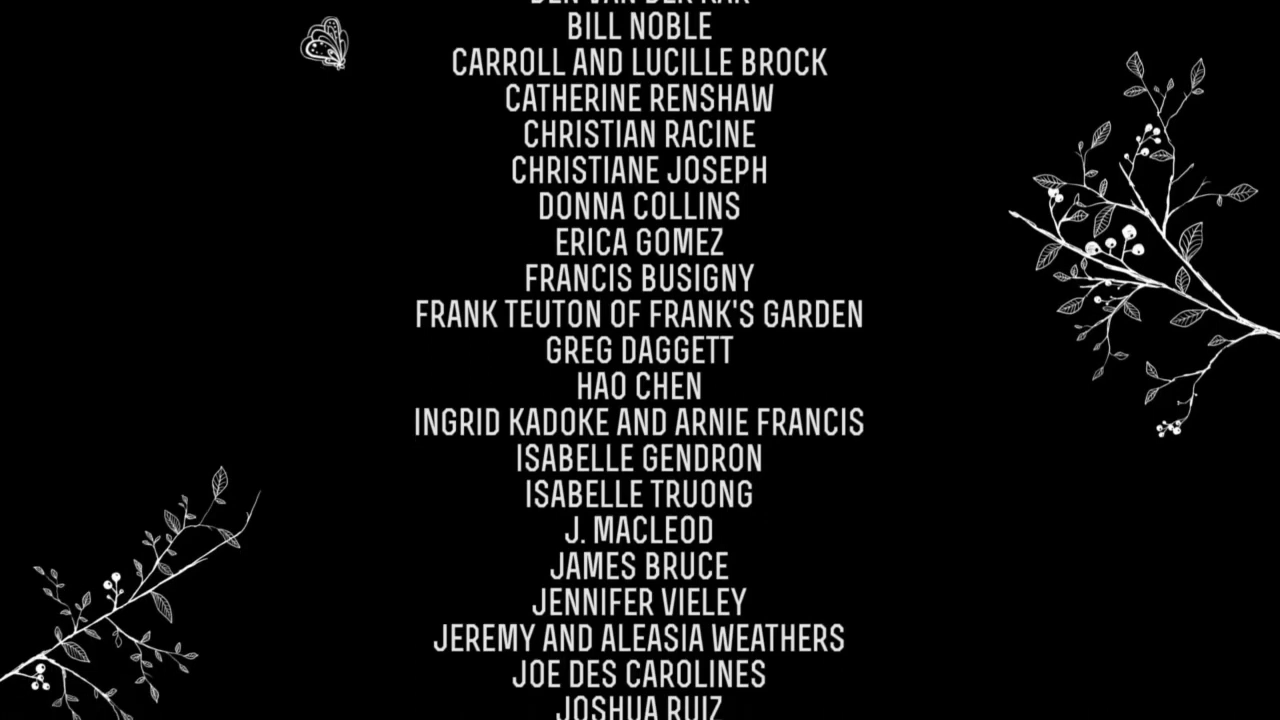 BILL NOBLE
CARROLL AND LUCILLE BROCK
CATHERINE RENSHAW
CHRISTIAN RACINE
CHRISTIANE JOSEPH
DONNA COLLINS
ERICA GOMEZ
FRANCIS BUSIGNY
FRANK TEUTON OF FRANK'S GARDEN
GREG DAGGETT
HAO CHEN
INGRID KADOKE AND ARNIE FRANCIS
ISABELLE GENDRON
ISABELLE TRUONG
J. MACLEOD
JAMES BRUCE
JENNIFER VIELEY
JEREMY AND ALEASIA WEATHERS
JOE DES CAROLINES
JOSHUA RUIZ